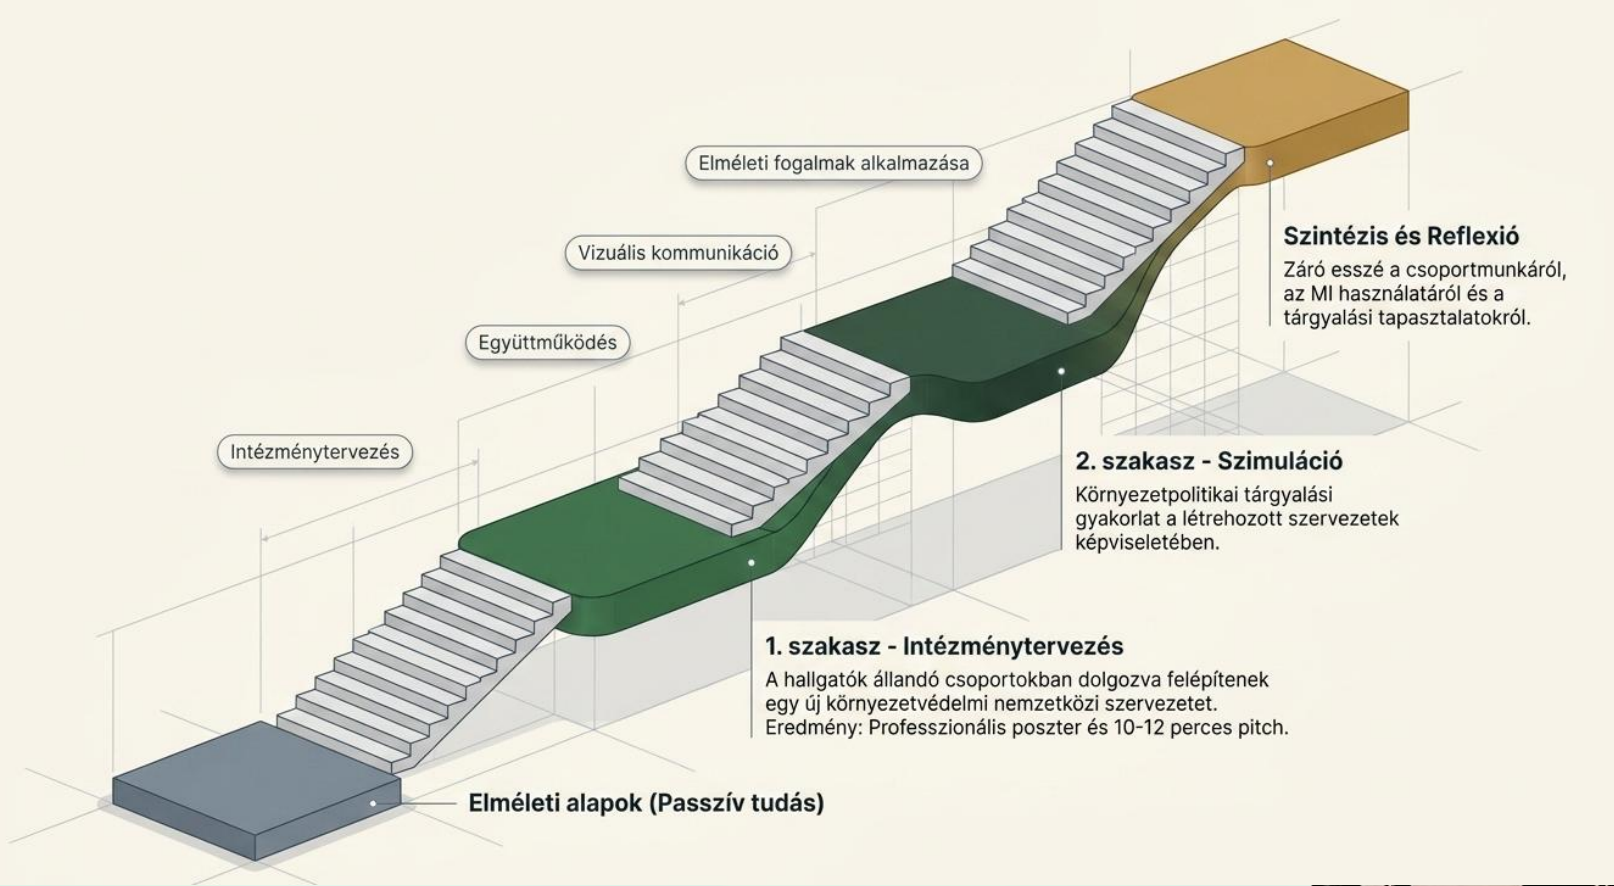 Elméleti fogalmak alkalmazása
Vizuális kommunikáció
Együttműködés
Intézménytervezés
Szintézis és Reflexió
Záró esszé a csoportmunkáról,
az MI használatáról és a
tárgyalási tapasztalatokról.
2. szakasz - Szimuláció
Környezetpolitikai tárgyalási
gyakorlat a létrehozott szervezetek
képviseletében.
1. szakasz - Intézménytervezés
A hallgatók állandó csoportokban dolgozva felépítenek
egy új környezetvédelmi nemzetközi szervezetet.
Eredmény: Professzionális poszter és 10-12 perces pitch.
Elméleti alapok (Passzív tudás)